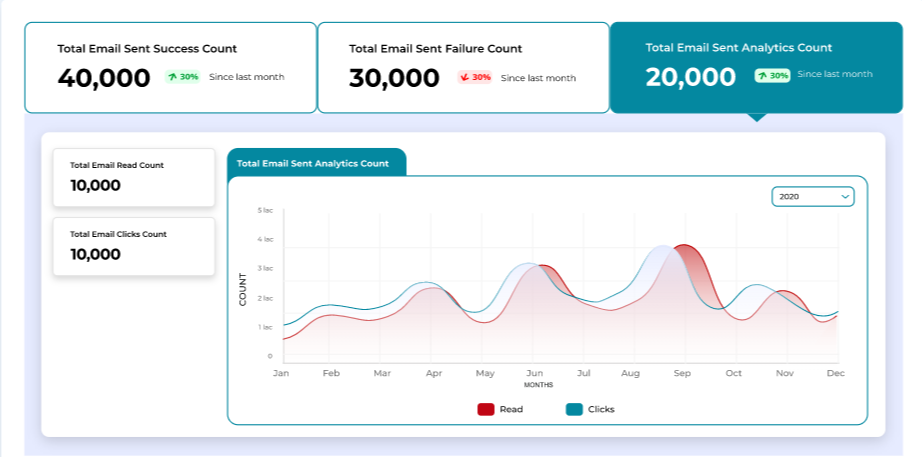 Total Email Sent Success Count
40,000 30% Since last month
Total Email Sent Failure Count
30,000 30% Since last month
Total Email Sent Analytics Count
20,000 30% Since last month
Total Email Read Count
10,000
Total Email Clicks Count
10,000
Total Email Sent Analytics Count
2020
COUNT
5 lac
4 lac
3 lac
2 lac
1 lac
0
Jan Feb Mar Apr May Jun Jul Aug Sep Oct Nov Dec
MONTHS
Read Clicks